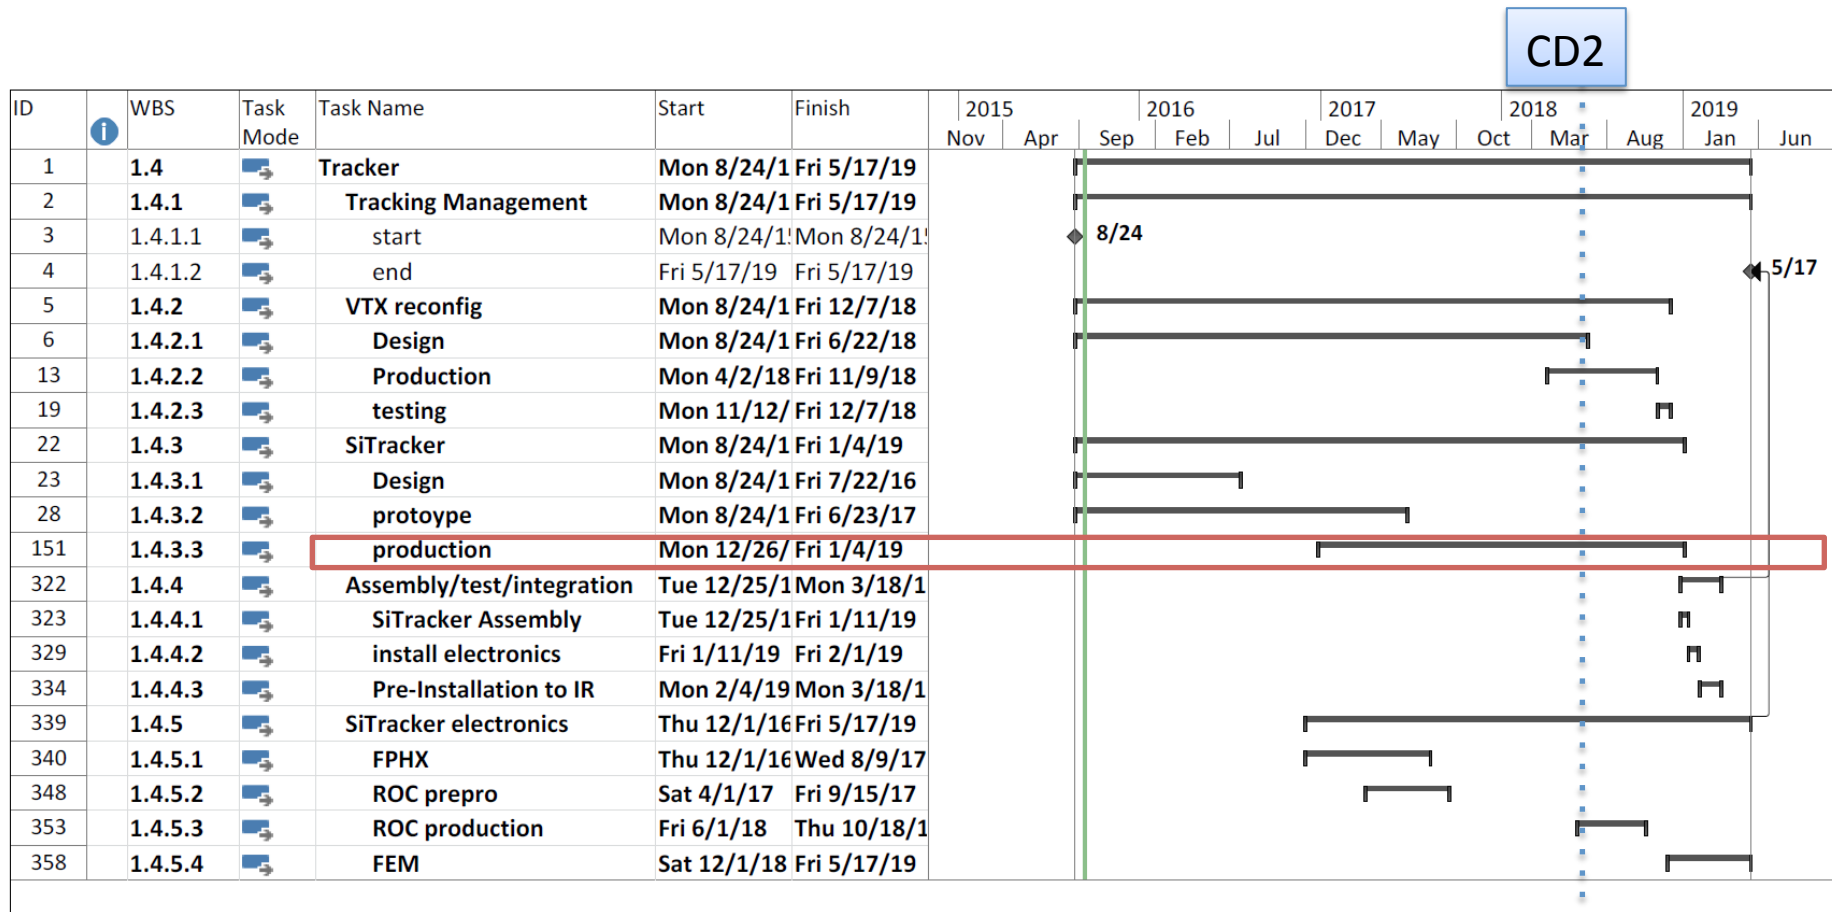 CD2
ID WBS Task Mode Task Name Start Finish 2015 2016 2017 2018 2019
Nov Apr Sep Feb Jul Dec May Oct Mar Aug Jan Jun
1 1.4 Tracker Mon 8/24/1 Fri 5/17/19
2 1.4.1 Tracking Management Mon 8/24/1 Fri 5/17/19
3 1.4.1.1 start Mon 8/24/15 Mon 8/24/15 8/24
4 1.4.1.2 end Fri 5/17/19 Fri 5/17/19 5/17
5 1.4.2 VTX reconfig Mon 8/24/1 Fri 12/7/18
6 1.4.2.1 Design Mon 8/24/1 Fri 6/22/18
13 1.4.2.2 Production Mon 4/2/18 Fri 11/9/18
19 1.4.2.3 testing Mon 11/12/ Fri 12/7/18
22 1.4.3 SiTracker Mon 8/24/1 Fri 1/4/19
23 1.4.3.1 Design Mon 8/24/1 Fri 7/22/16
28 1.4.3.2 protoype Mon 8/24/1 Fri 6/23/17
151 1.4.3.3 production Mon 12/26/ Fri 1/4/19
322 1.4.4 Assembly/test/integration Tue 12/25/1 Mon 3/18/1
323 1.4.4.1 SiTracker Assembly Tue 12/25/1 Fri 1/11/19
329 1.4.4.2 install electronics Fri 1/11/19 Fri 2/1/19
334 1.4.4.3 Pre-Installation to IR Mon 2/4/19 Mon 3/18/1
339 1.4.5 SiTracker electronics Thu 12/1/16 Fri 5/17/19
340 1.4.5.1 FPHX Thu 12/1/16 Wed 8/9/17
348 1.4.5.2 ROC prepro Sat 4/1/17 Fri 9/15/17
353 1.4.5.3 ROC production Fri 6/1/18 Thu 10/18/1
358 1.4.5.4 FEM Sat 12/1/18 Fri 5/17/19